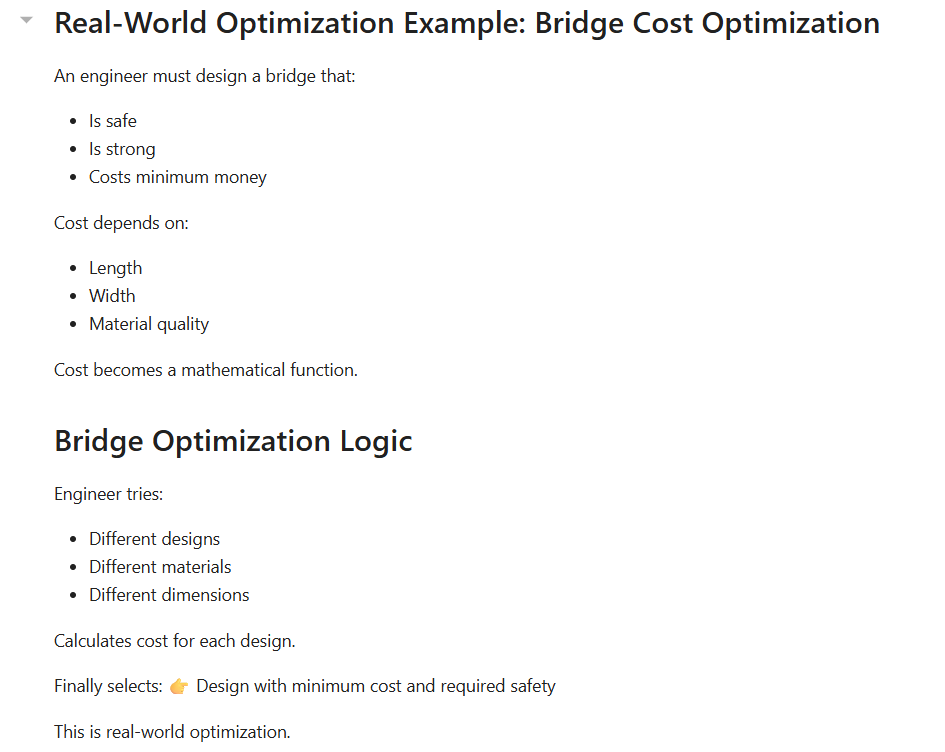 Real-World Optimization Example: Bridge Cost Optimization
An engineer must design a bridge that:
• Is safe
• Is strong
• Costs minimum money
Cost depends on:
• Length
• Width
• Material quality
Cost becomes a mathematical function.
Bridge Optimization Logic
Engineer tries:
• Different designs
• Different materials
• Different dimensions
Calculates cost for each design.
Finally selects: 👉 Design with minimum cost and required safety
This is real-world optimization.